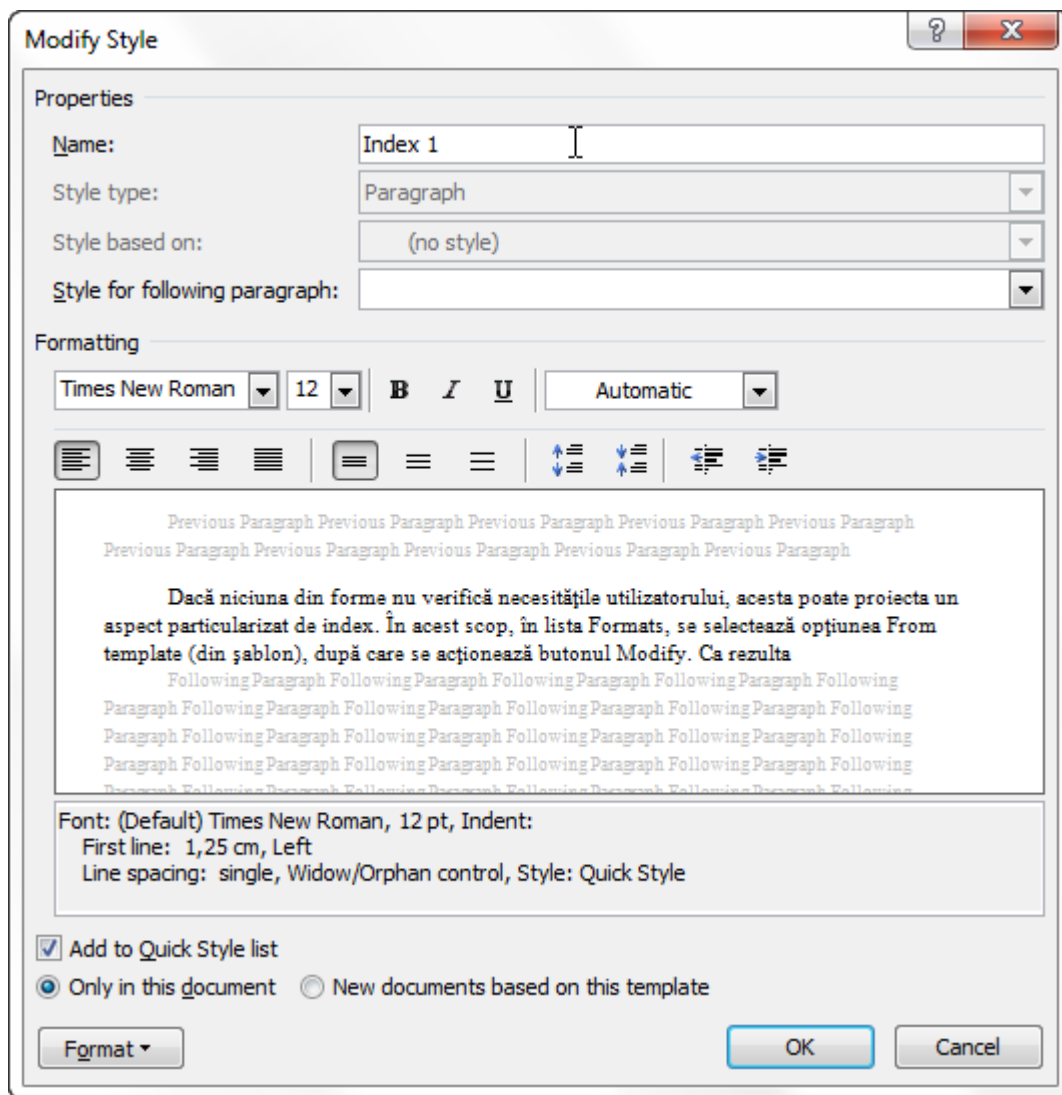 Modify Style
Properties
Name: Index 1
Style type: Paragraph
Style based on: (no style)
Style for following paragraph:
Formatting
Times New Roman 12 B I U Automatic
Previous Paragraph Previous Paragraph Previous Paragraph Previous Paragraph Previous Paragraph
Previous Paragraph Previous Paragraph Previous Paragraph Previous Paragraph Previous Paragraph
Dacă niciuna din forme nu verifică necesităţile utilizatorului, acesta poate proiecta un
aspect particularizat de index. În acest scop, în lista Formats, se selectează opţiunea From
template (din şablon), după care se acţionează butonul Modify. Ca rezulta
Following Paragraph Following Paragraph Following Paragraph Following Paragraph Following
Paragraph Following Paragraph Following Paragraph Following Paragraph Following
Paragraph Following Paragraph Following Paragraph Following Paragraph Following
Paragraph Following Paragraph Following Paragraph Following Paragraph Following
Paragraph Following Paragraph Following Paragraph Following Paragraph Following
Font: (Default) Times New Roman, 12 pt, Indent:
First line: 1,25 cm, Left
Line spacing: single, Widow/Orphan control, Style: Quick Style
Add to Quick Style list
Only in this document New documents based on this template
Format OK Cancel